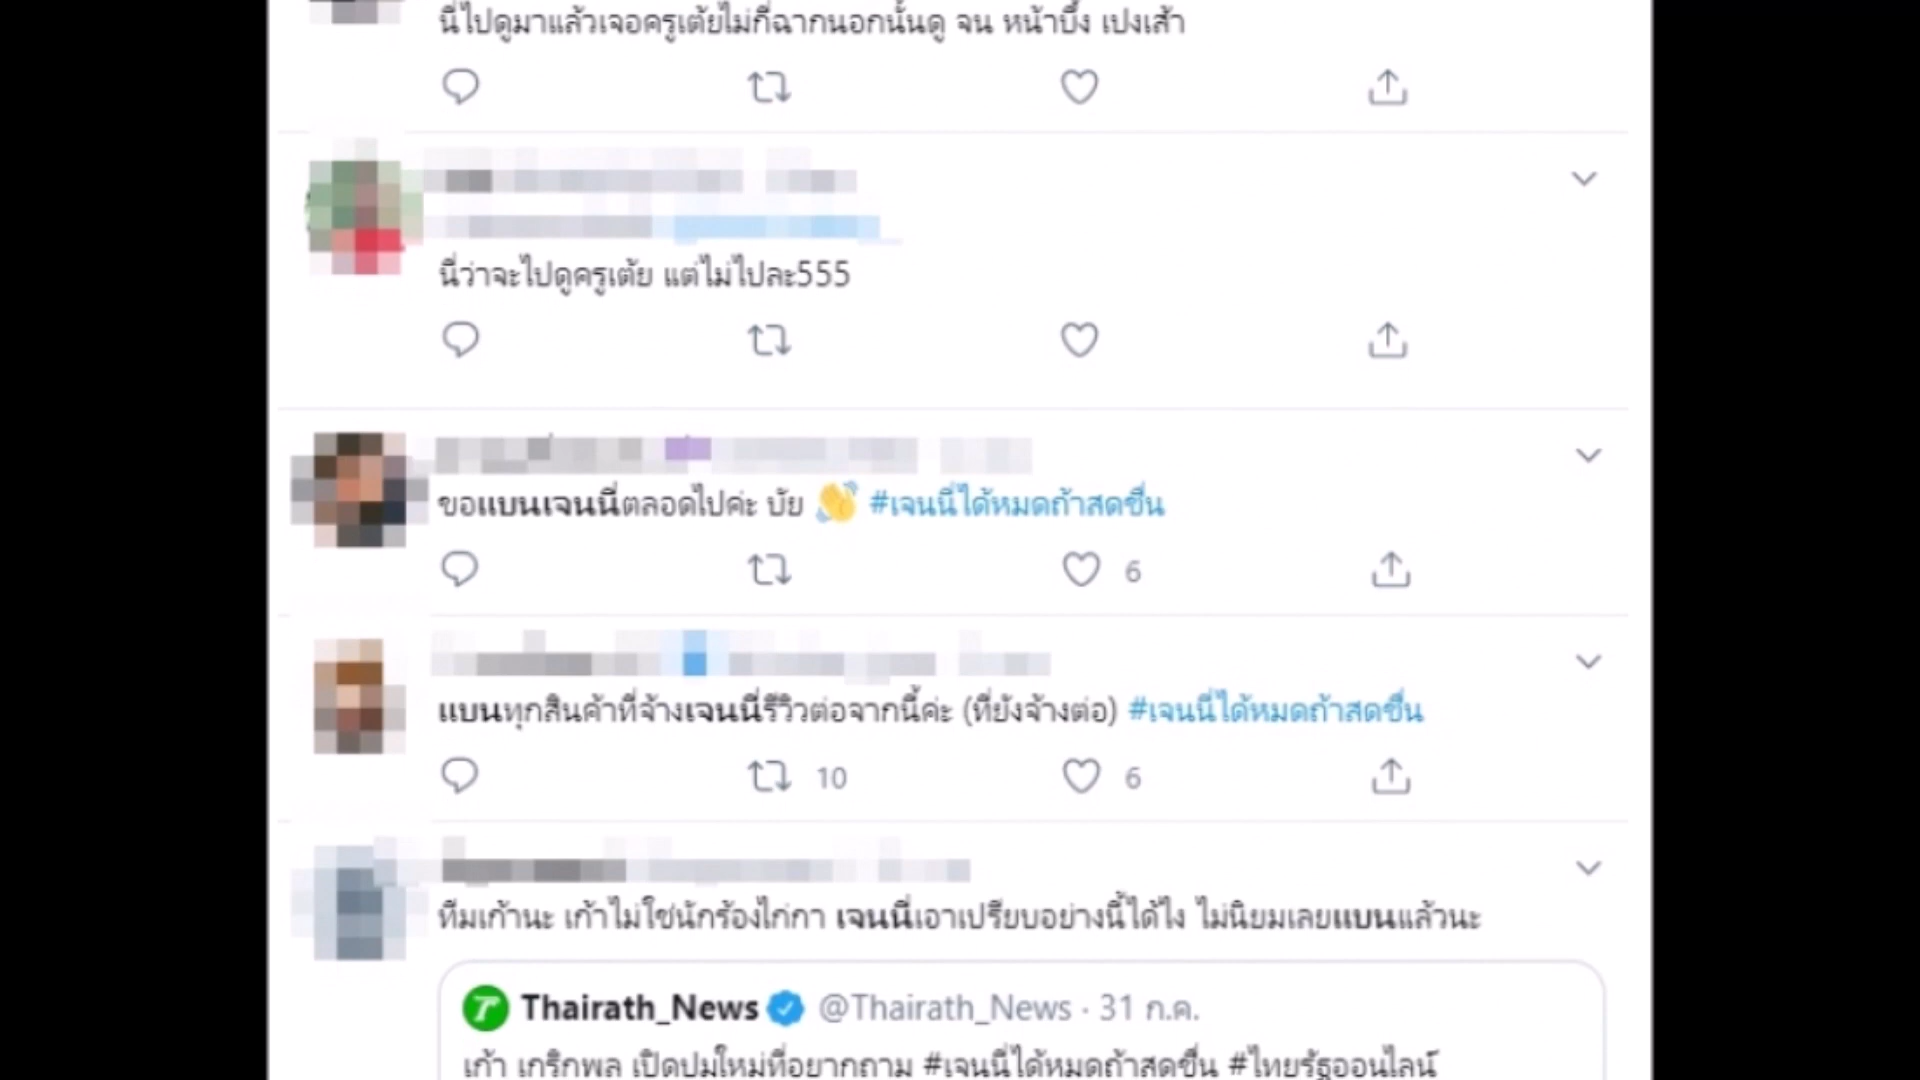 นี่ไปดูมาแล้วเจอครูเต้ยไม่กี่ฉากนอกนั้นดู จน หน้าบึ้ง เปงเส้า
นี่ว่าจะไปดูครูเต้ย แต่ไม่ไปละ555
ขอแบนเจนนี่ตลอดไปค่ะ บัย 👋 #เจนนี่ได้หมดถ้าสดชื่น
6
แบนทุกสินค้าที่จ้างเจนนี่รีวิวต่อจากนี้ค่ะ (ที่ยังจ้างต่อ) #เจนนี่ได้หมดถ้าสดชื่น
10 6
ทีมเก้านะ เก้าไม่ใช่นักร้องไก่กา เจนนี่เอาเปรียบอย่างนี้ได้ไง ไม่นิยมเลยแบนแล้วนะ
Thairath_News @Thairath_News · 31 ก.ค.
เก้า เกริกพล เปิดปมใหม่ที่อยากถาม #เจนนี่ได้หมดถ้าสดชื่น #ไทยรัฐออนไลน์